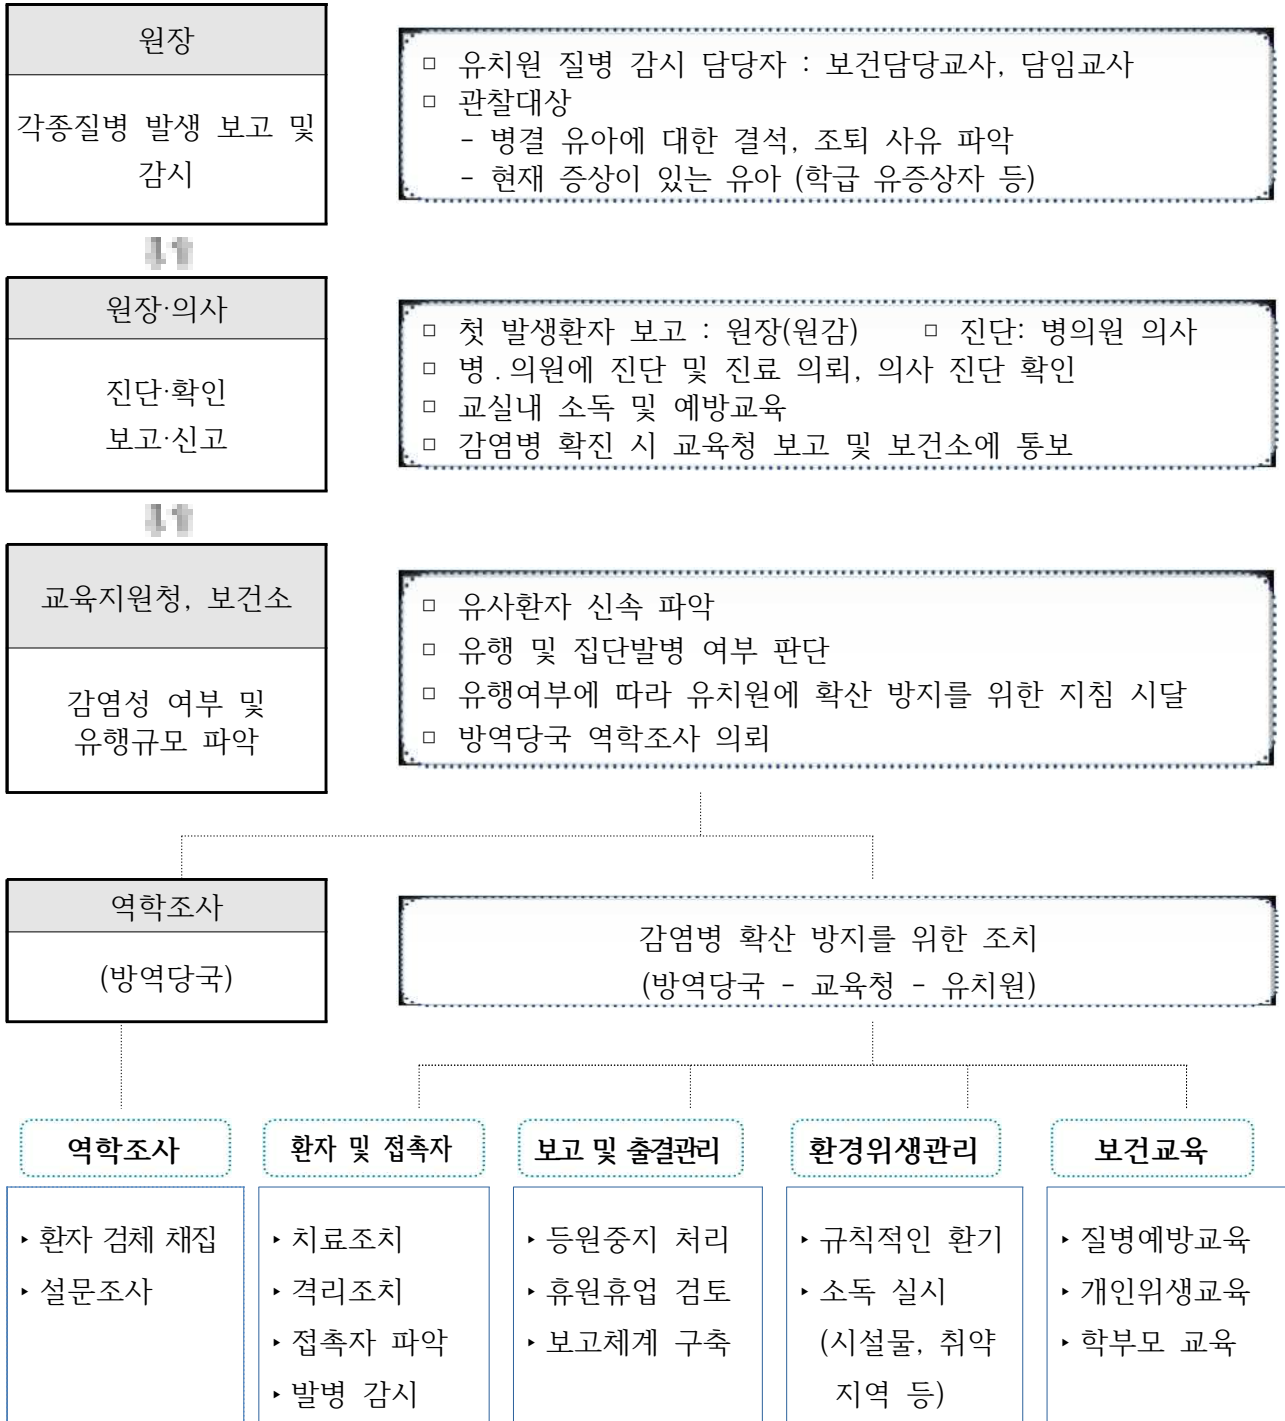 원장
각종질병 발생 보고 및
감시
□ 유치원 질병 감시 담당자 : 보건담당교사, 담임교사
□ 관찰대상
- 병결 유아에 대한 결석, 조퇴 사유 파악
- 현재 증상이 있는 유아 (학급 유증상자 등)
원장·의사
진단·확인
보고·신고
□ 첫 발생환자 보고 : 원장(원감) □ 진단: 병의원 의사
□ 병.의원에 진단 및 진료 의뢰, 의사 진단 확인
□ 교실내 소독 및 예방교육
□ 감염병 확진 시 교육청 보고 및 보건소에 통보
교육지원청, 보건소
감염성 여부 및
유행규모 파악
□ 유사환자 신속 파악
□ 유행 및 집단발병 여부 판단
□ 유행여부에 따라 유치원에 확산 방지를 위한 지침 시달
□ 방역당국 역학조사 의뢰
역학조사
(방역당국)
감염병 확산 방지를 위한 조치
(방역당국 - 교육청 - 유치원)
역학조사
‣ 환자 검체 채집
‣ 설문조사
환자 및 접촉자
‣ 치료조치
‣ 격리조치
‣ 접촉자 파악
‣ 발병 감시
보고 및 출결관리
‣ 등원중지 처리
‣ 휴원휴업 검토
‣ 보고체계 구축
환경위생관리
‣ 규칙적인 환기
‣ 소독 실시
(시설물, 취약
지역 등)
보건교육
‣ 질병예방교육
‣ 개인위생교육
‣ 학부모 교육